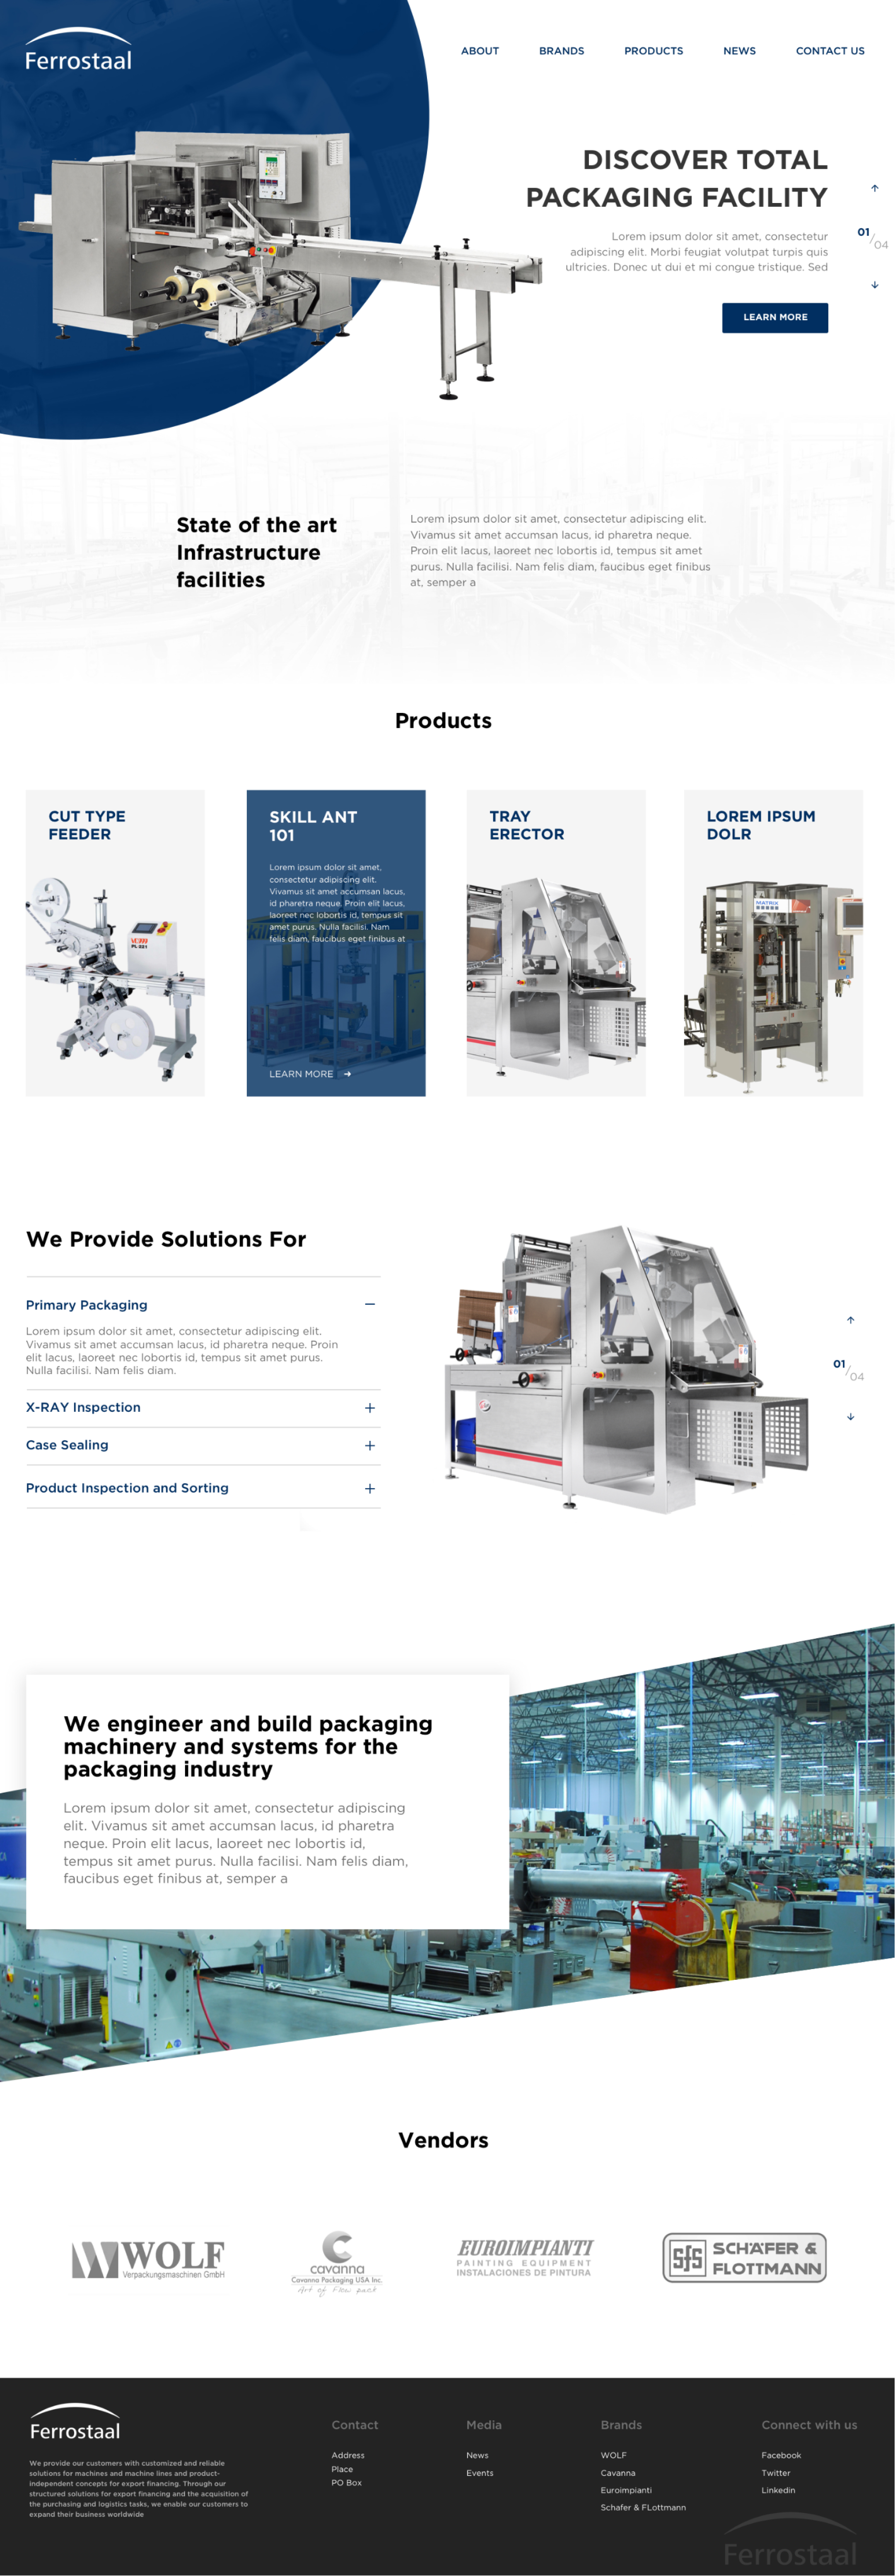 Ferrostaal
ABOUT
BRANDS
PRODUCTS
NEWS
CONTACT US
DISCOVER TOTAL
PACKAGING FACILITY
Lorem ipsum dolor sit amet, consectetur
adipiscing elit. Morbi feugiat volutpat turpis quis
ultricies. Donec ut dui et mi congue tristique. Sed
01/04
LEARN MORE
State of the art
Infrastructure
facilities
Lorem ipsum dolor sit amet, consectetur adipiscing elit.
Vivamus sit amet accumsan lacus, id pharetra neque.
Proin elit lacus, laoreet nec lobortis id, tempus sit amet
purus. Nulla facilisi. Nam felis diam, faucibus eget finibus
at, semper a
Products
CUT TYPE
FEEDER
PL-501
SKILL ANT
101
Lorem ipsum dolor sit amet,
consectetur adipiscing elit.
Vivamus sit amet accumsan lacus,
id pharetra neque. Proin elit lacus,
laoreet nec lobortis id, tempus sit
amet purus. Nulla facilisi. Nam
felis diam, faucibus eget finibus at
LEARN MORE
TRAY
ERECTOR
LOREM IPSUM
DOLR
MATRIX
We Provide Solutions For
Primary Packaging
Lorem ipsum dolor sit amet, consectetur adipiscing elit.
Vivamus sit amet accumsan lacus, id pharetra neque. Proin
elit lacus, laoreet nec lobortis id, tempus sit amet purus.
Nulla facilisi. Nam felis diam.
X-RAY Inspection
Case Sealing
Product Inspection and Sorting
01/04
We engineer and build packaging
machinery and systems for the
packaging industry
Lorem ipsum dolor sit amet, consectetur adipiscing
elit. Vivamus sit amet accumsan lacus, id pharetra
neque. Proin elit lacus, laoreet nec lobortis id,
tempus sit amet purus. Nulla facilisi. Nam felis diam,
faucibus eget finibus at, semper a
Vendors
WOLF
Verpackungsmaschinen GmbH
cavanna
Cavanna Packaging USA Inc.
Art of flow pack
EUROIMPIANTI
PAINTING EQUIPMENT
INSTALACIONES DE PINTURA
sfs
SCHÄFER &
FLOTTMANN
Ferrostaal
We provide our customers with customized and reliable
solutions for machines and machine lines and product-
independent concepts for export financing. Through our
structured solutions for export financing and the acquisition of
the purchasing and logistics tasks, we enable our customers to
expand their business worldwide
Contact
Address
Place
PO Box
Media
News
Events
Brands
WOLF
Cavanna
Euroimpianti
Schafer & FLottmann
Connect with us
Facebook
Twitter
Linkedin
Ferrostaal